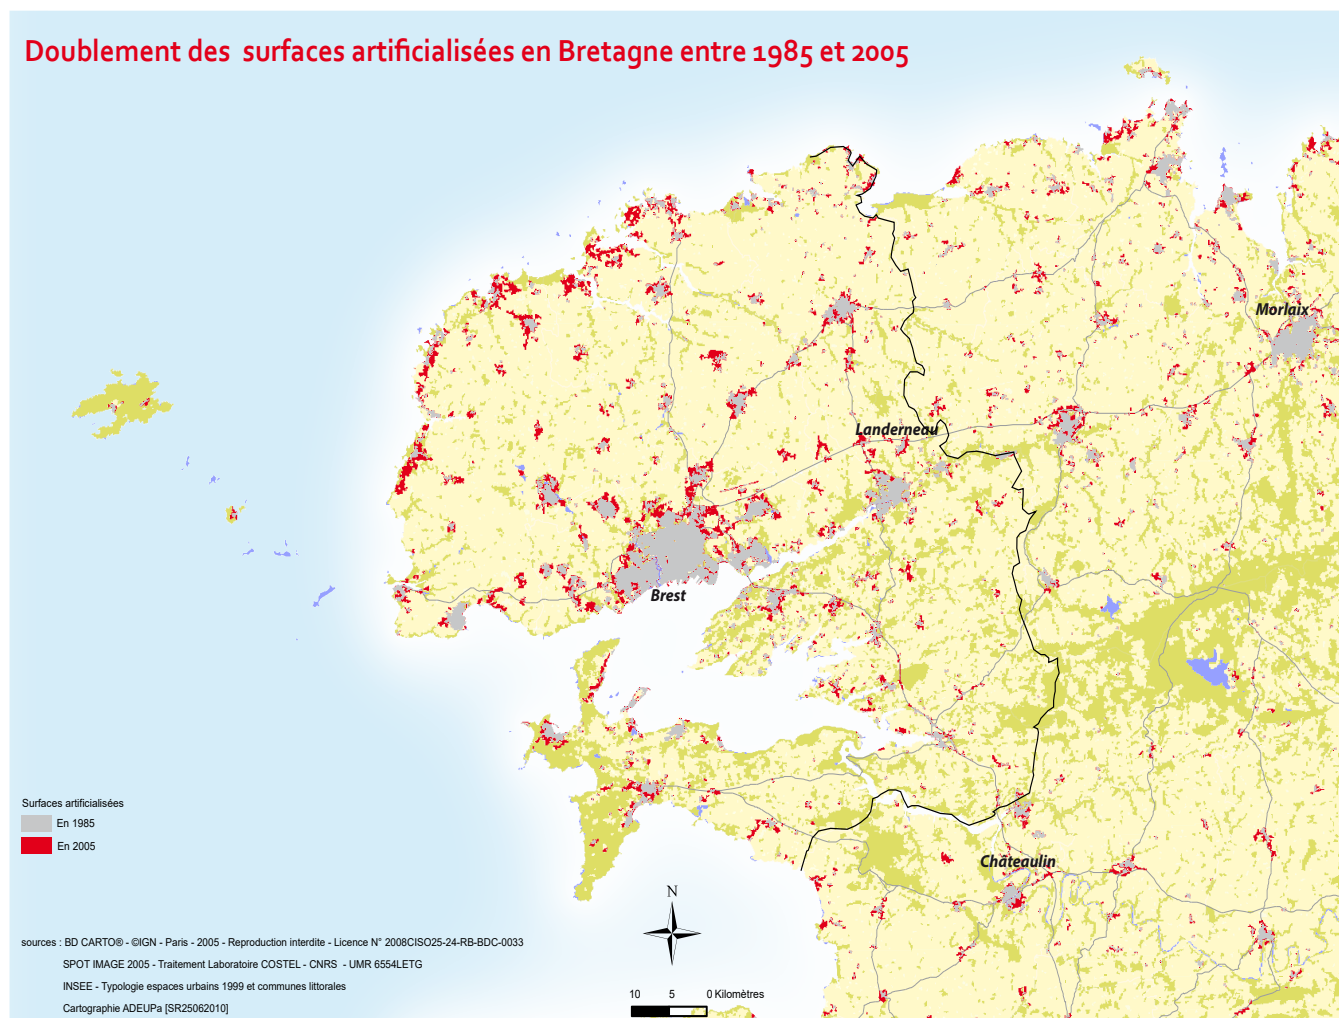 Doublement des  surfaces artificialisées en Bretagne entre 1985 et 2005
Morlaix
Landerneau
Brest
Châteaulin
Surfaces artificialisées
En 1985
En 2005
N
sources : BD CARTO® - ©IGN - Paris - 2005 - Reproduction interdite - Licence N° 2008CISO25-24-RB-BDC-0033
SPOT IMAGE 2005 - Traitement Laboratoire COSTEL - CNRS  - UMR 6554LETG
INSEE - Typologie espaces urbains 1999 et communes littorales
Cartographie ADEUPa [SR25062010]
10 5 0 Kilomètres